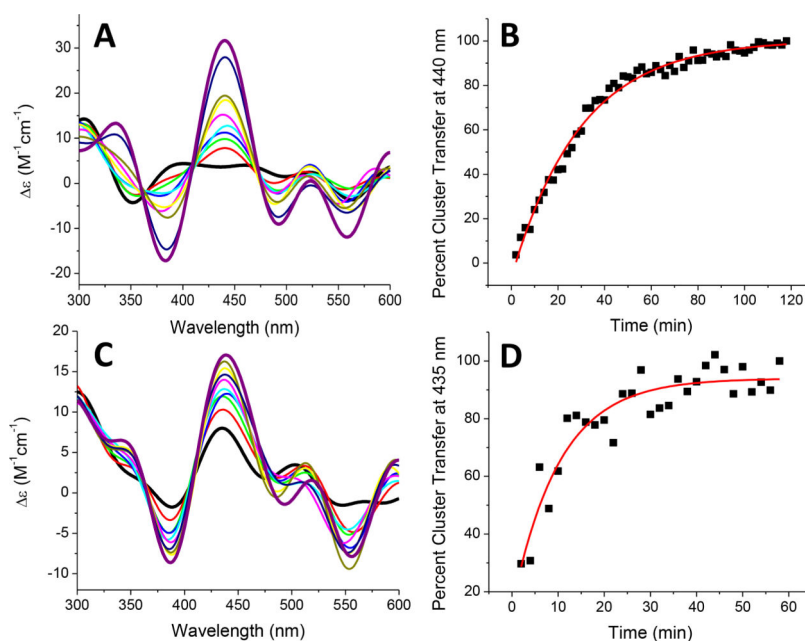 A
30
20
10
0
-10
-20
Δε (M⁻¹cm⁻¹)
300 350 400 450 500 550 600
Wavelength (nm)
B
100
80
60
40
20
0
Percent Cluster Transfer at 440 nm
0 20 40 60 80 100 120
Time (min)
C
20
15
10
5
0
-5
-10
Δε (M⁻¹cm⁻¹)
300 350 400 450 500 550 600
Wavelength (nm)
D
120
100
80
60
40
20
Percent Cluster Transfer at 435 nm
0 10 20 30 40 50 60
Time (min)